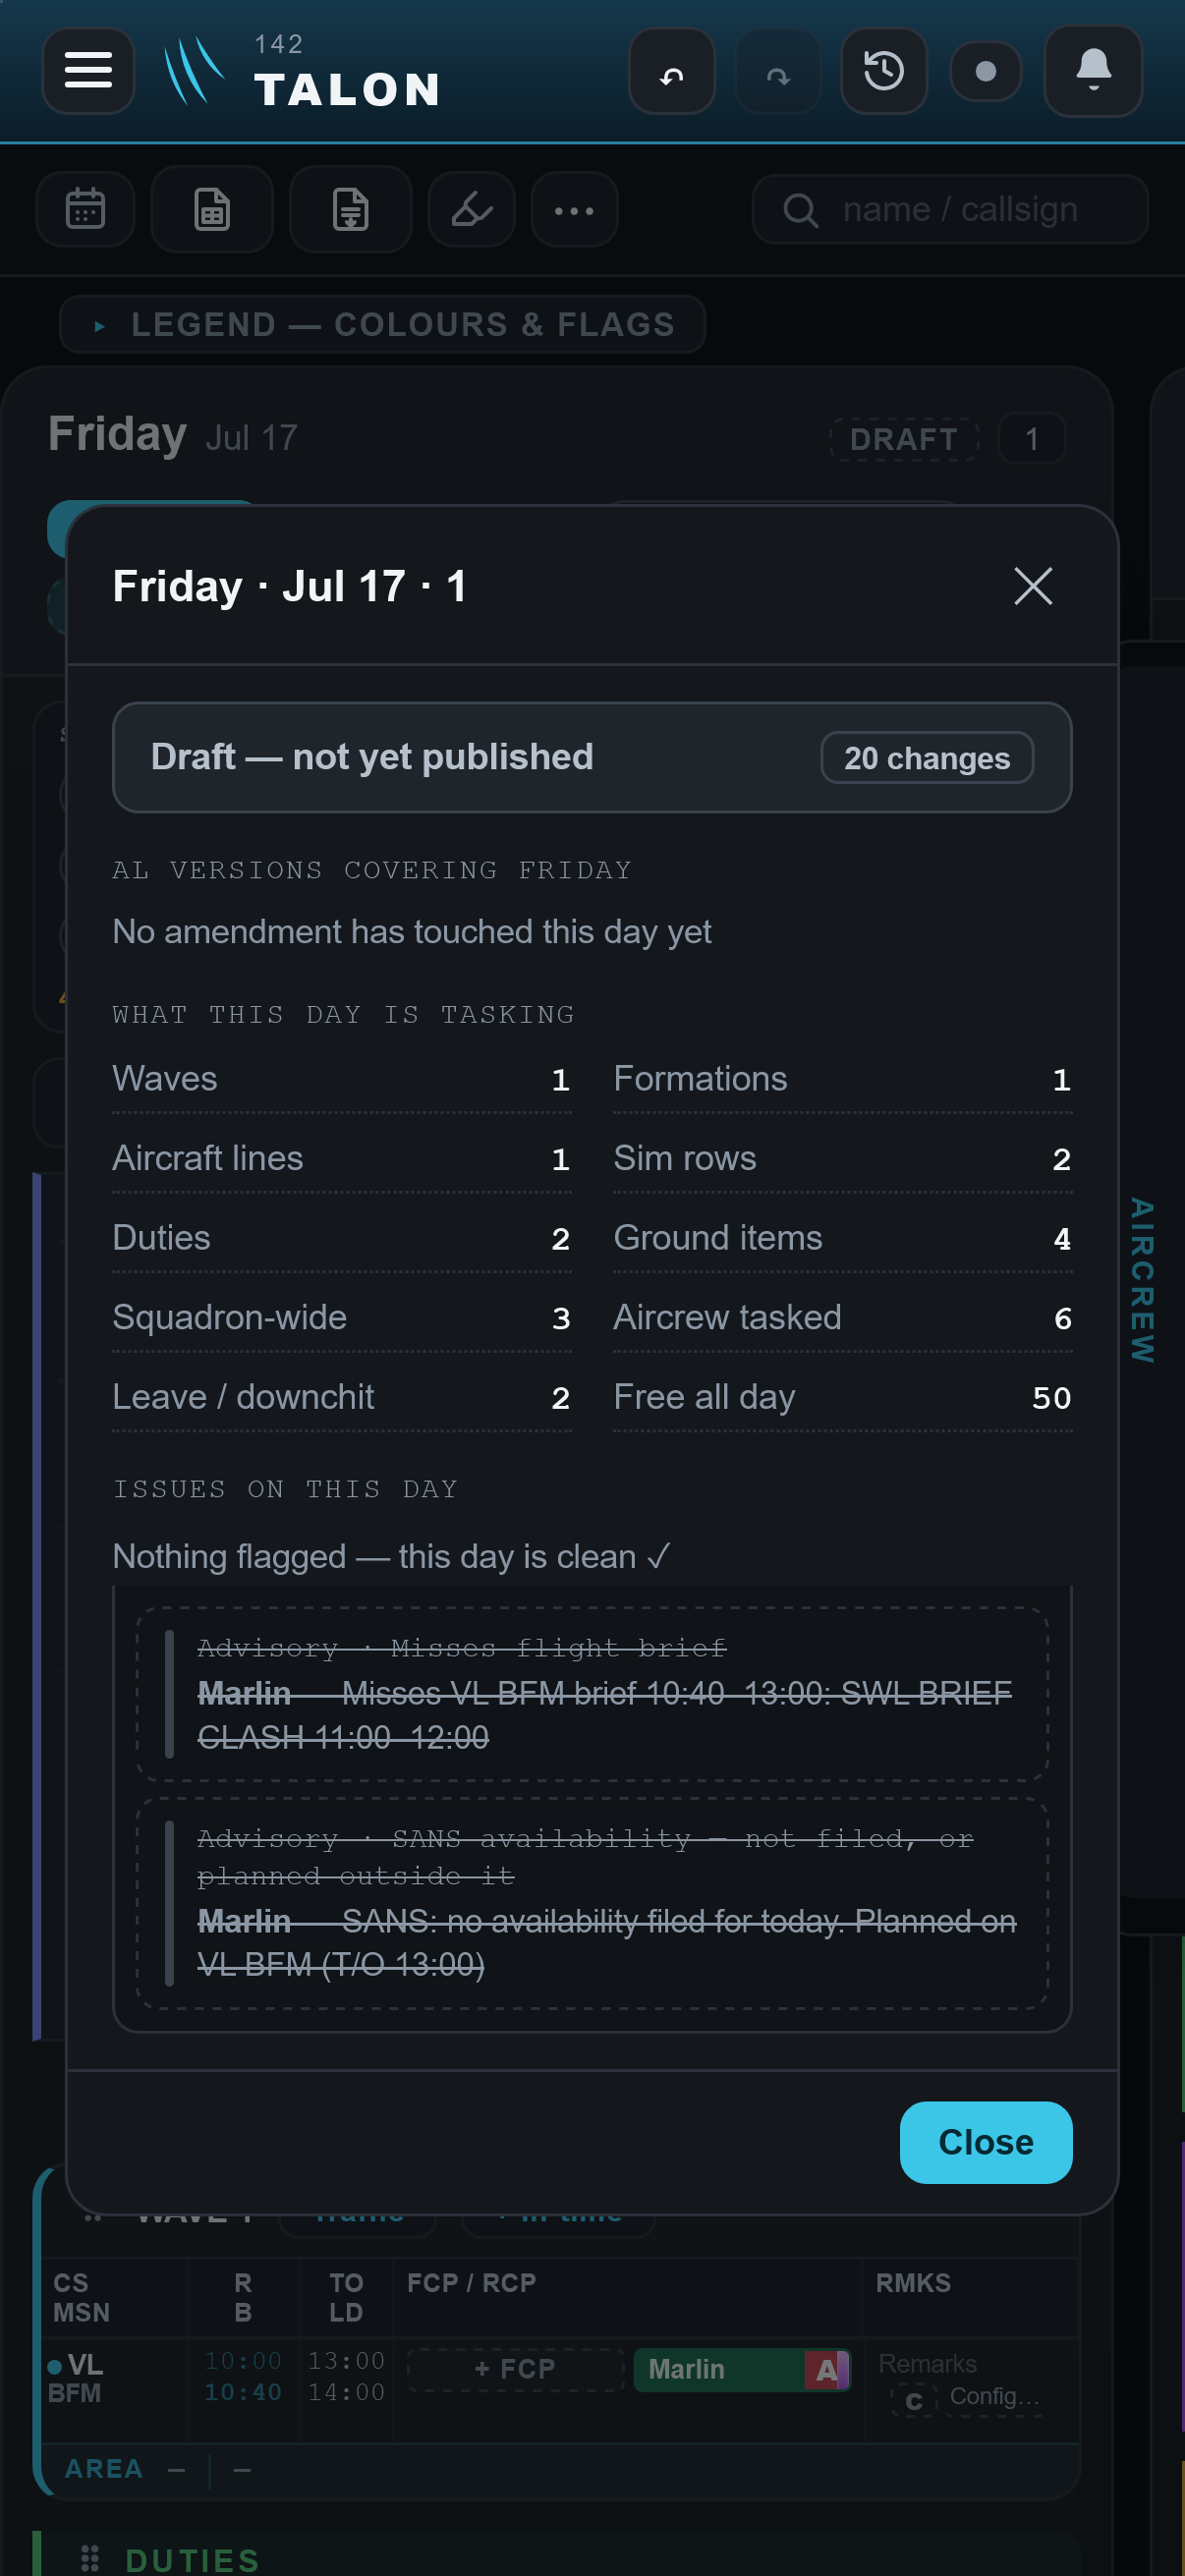 142
TALON
name / callsign
▸ LEGEND — COLOURS & FLAGS
Friday Jul 17
DRAFT 1
Friday · Jul 17 · 1
Draft — not yet published
20 changes
AL VERSIONS COVERING FRIDAY
No amendment has touched this day yet
WHAT THIS DAY IS TASKING
Waves 1 Formations 1
Aircraft lines 1 Sim rows 2
Duties 2 Ground items 4
Squadron-wide 3 Aircrew tasked 6
Leave / downchit 2 Free all day 50
AIRCREW
ISSUES ON THIS DAY
Nothing flagged — this day is clean ✓
Advisory · Misses flight brief
Marlin — Misses VL BFM brief 10:40–13:00: SWL BRIEF
CLASH 11:00–12:00
Advisory · SANS availability — not filed, or
planned outside it
Marlin — SANS: no availability filed for today. Planned on
VL BFM (T/O 13:00)
Close
CS R TO FCP / RCP RMKS
MSN B LD
VL 10:00 13:00 + FCP Marlin A Remarks
BFM 10:40 14:00 C Config…
AREA — —
DUTIES